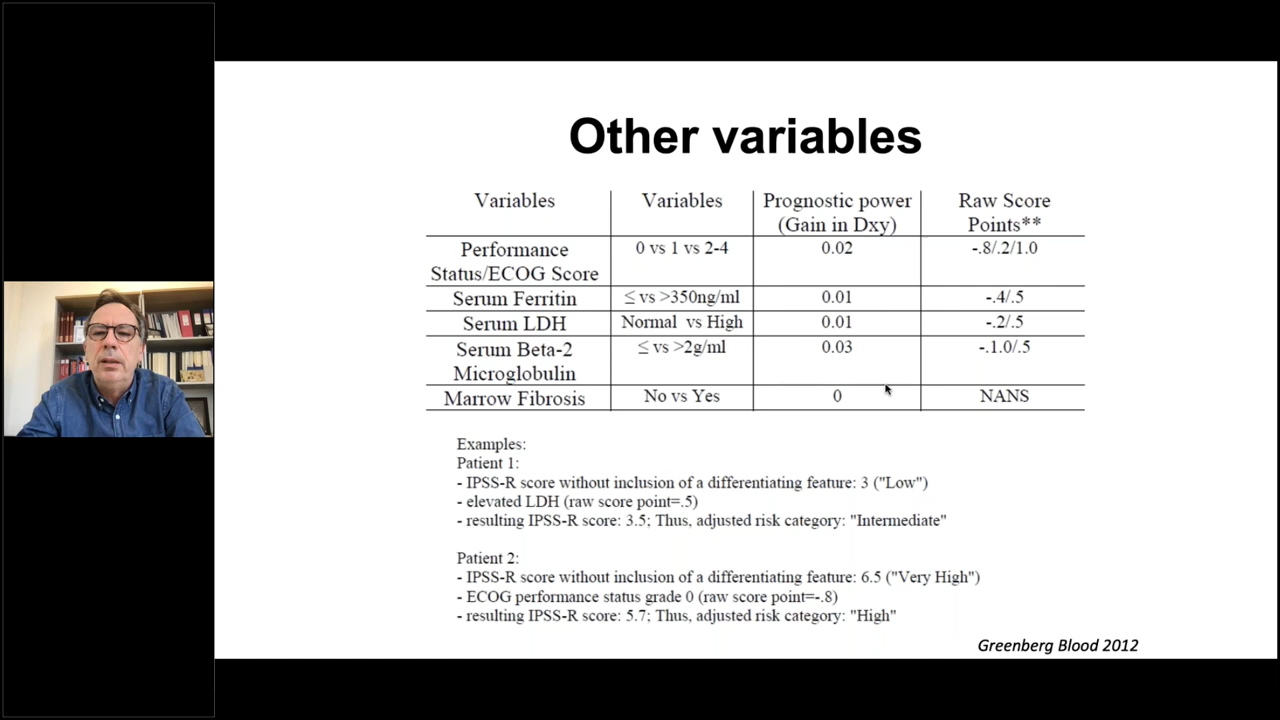 Other variables
Variables Variables Prognostic power Raw Score
(Gain in Dxy) Points**
Performance 0 vs 1 vs 2-4 0.02 -.8/.2/1.0
Status/ECOG Score
Serum Ferritin ≤ vs >350ng/ml 0.01 -.4/.5
Serum LDH Normal vs High 0.01 -.2/.5
Serum Beta-2 ≤ vs >2g/ml 0.03 -.1.0/.5
Microglobulin
Marrow Fibrosis No vs Yes 0 NANS
Examples:
Patient 1:
- IPSS-R score without inclusion of a differentiating feature: 3 ("Low")
- elevated LDH (raw score point=.5)
- resulting IPSS-R score: 3.5; Thus, adjusted risk category: "Intermediate"
Patient 2:
- IPSS-R score without inclusion of a differentiating feature: 6.5 ("Very High")
- ECOG performance status grade 0 (raw score point=-.8)
- resulting IPSS-R score: 5.7; Thus, adjusted risk category: "High"
Greenberg Blood 2012